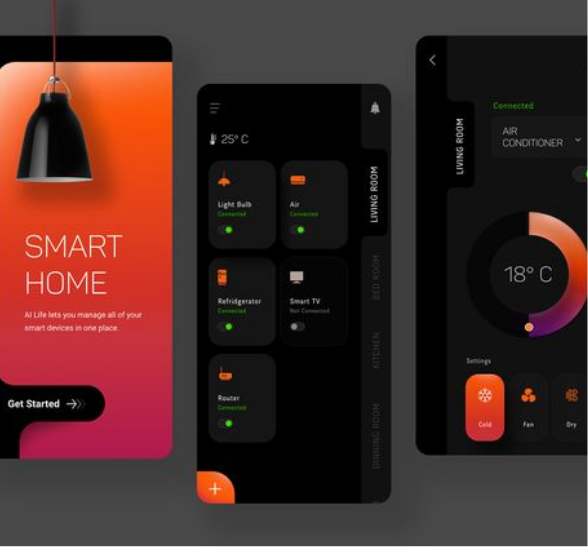 SMART
HOME
AI Life lets you manage all of your
smart devices in one place.
Get Started
25° C
Light Bulb
Connected
Air
Connected
Refridgerator
Connected
Smart TV
Not Connected
Router
Connected
+
LIVING ROOM
BED ROOM
KITCHEN
DINNING ROOM
LIVING ROOM
Connected
AIR
CONDITIONER
18° C
Settings
Cold
Fan
Dry